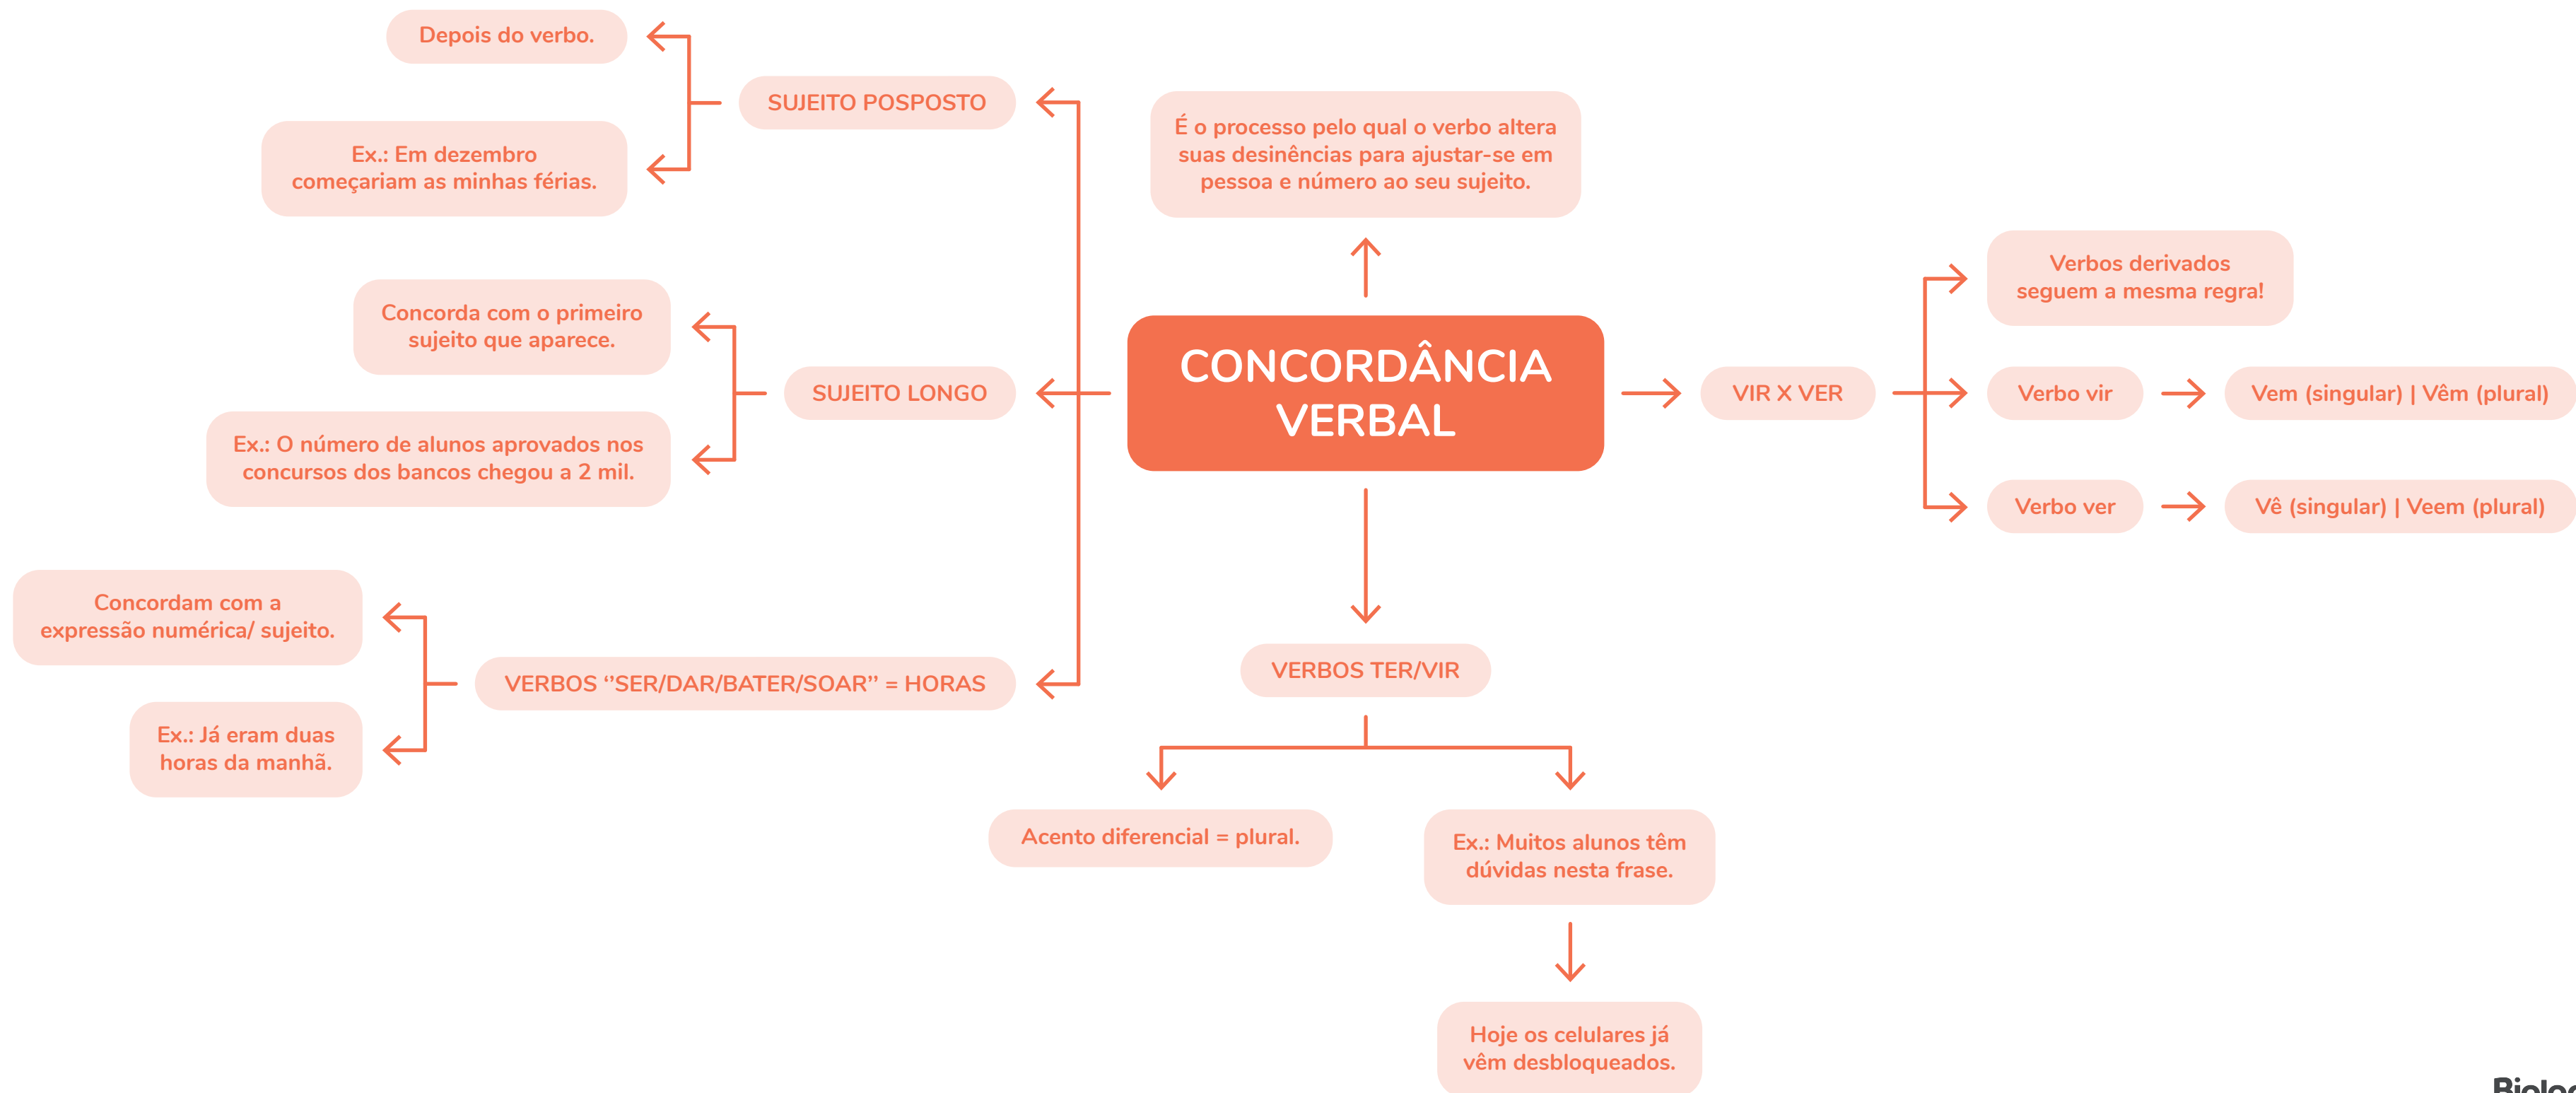 Depois do verbo.
SUJEITO POSPOSTO
Ex.: Em dezembro
começariam as minhas férias.
É o processo pelo qual o verbo altera
suas desinências para ajustar-se em
pessoa e número ao seu sujeito.
Concorda com o primeiro
sujeito que aparece.
SUJEITO LONGO
Ex.: O número de alunos aprovados nos
concursos dos bancos chegou a 2 mil.
CONCORDÂNCIA
VERBAL
VIR X VER
Verbos derivados
seguem a mesma regra!
Verbo vir
Vem (singular) | Vêm (plural)
Verbo ver
Vê (singular) | Veem (plural)
Concordam com a
expressão numérica/ sujeito.
VERBOS ‘’SER/DAR/BATER/SOAR’’ = HORAS
Ex.: Já eram duas
horas da manhã.
VERBOS TER/VIR
Acento diferencial = plural.
Ex.: Muitos alunos têm
dúvidas nesta frase.
Hoje os celulares já
vêm desbloqueados.